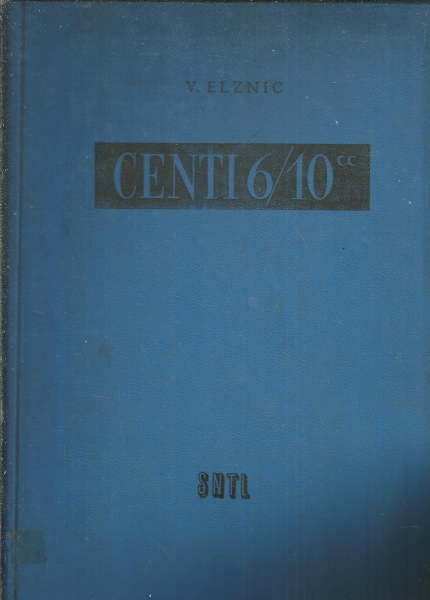 V. ELZNIC
CENTI 6/10cc
SNTL